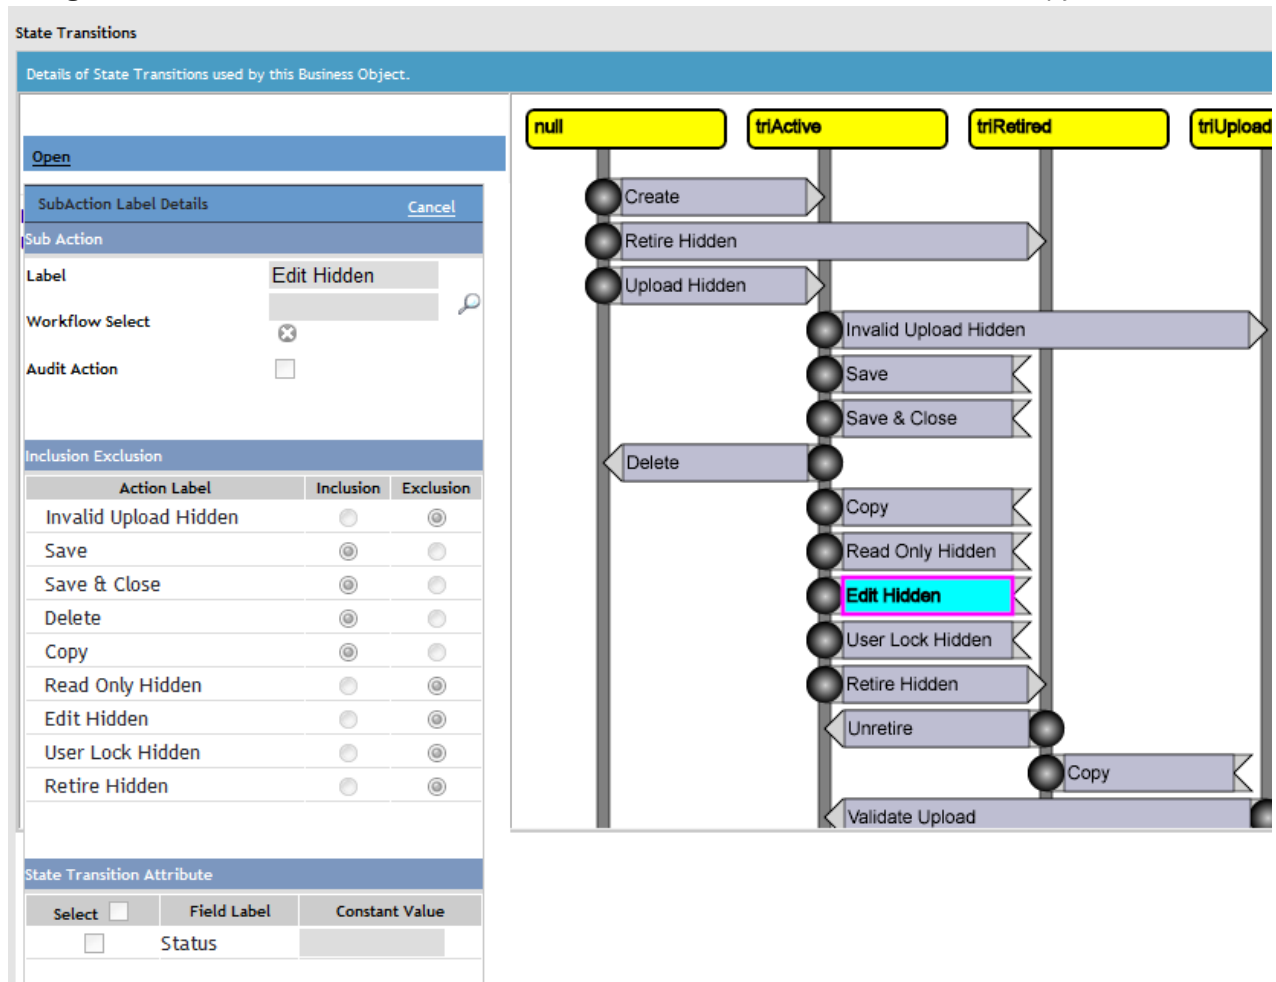 State Transitions
Details of State Transitions used by this Business Object.
Open
SubAction Label Details Cancel
Sub Action
Label Edit Hidden
Workflow Select
Audit Action
Inclusion Exclusion
Action Label Inclusion Exclusion
Invalid Upload Hidden
Save
Save & Close
Delete
Copy
Read Only Hidden
Edit Hidden
User Lock Hidden
Retire Hidden
State Transition Attribute
Select Field Label Constant Value
Status
null triActive triRetired triUpload
Create
Retire Hidden
Upload Hidden
Invalid Upload Hidden
Save
Save & Close
Delete
Copy
Read Only Hidden
Edit Hidden
User Lock Hidden
Retire Hidden
Unretire
Copy
Validate Upload